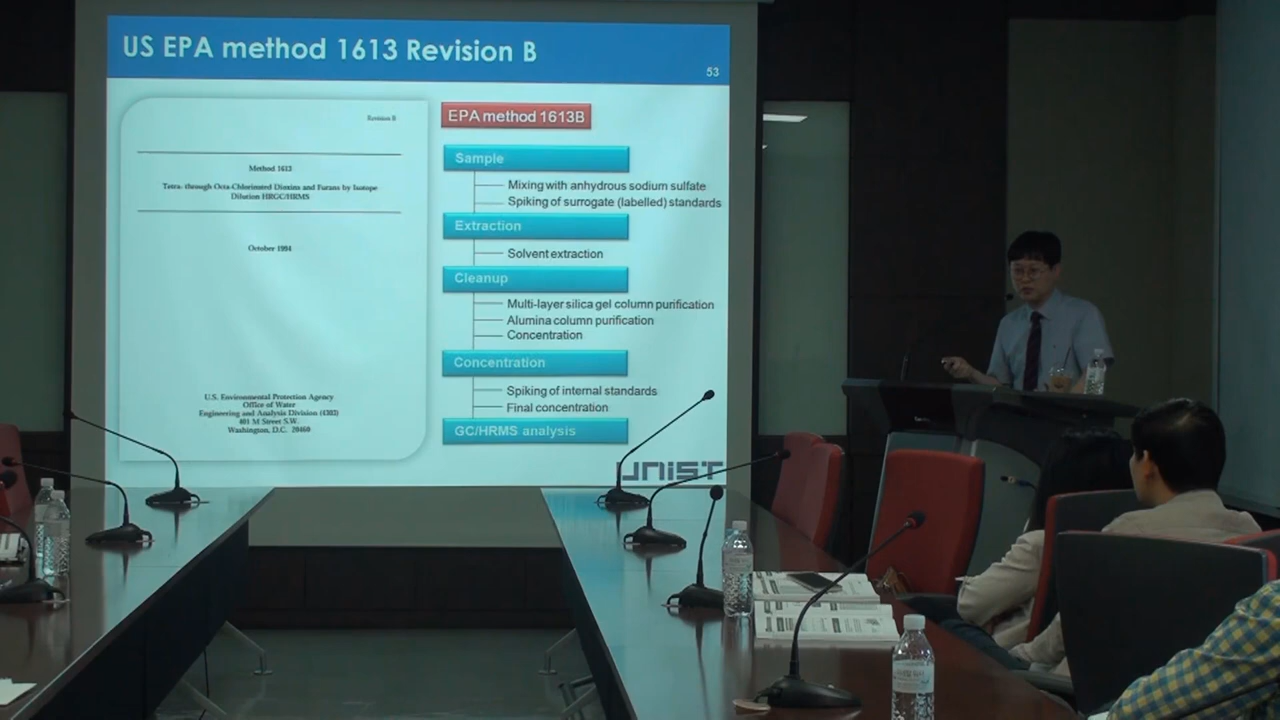 US EPA method 1613 Revision B
53
Revision B
Method 1613
Tetra- through Octa-Chlorinated Dioxins and Furans by Isotope
Dilution HRGC/HRMS
October 1994
U.S. Environmental Protection Agency
Office of Water
Engineering and Analysis Division (4303)
401 M Street S.W.
Washington, D.C. 20460
EPA method 1613B
Sample
Mixing with anhydrous sodium sulfate
Spiking of surrogate (labelled) standards
Extraction
Solvent extraction
Cleanup
Multi-layer silica gel column purification
Alumina column purification
Concentration
Concentration
Spiking of internal standards
Final concentration
GC/HRMS analysis
UNIST